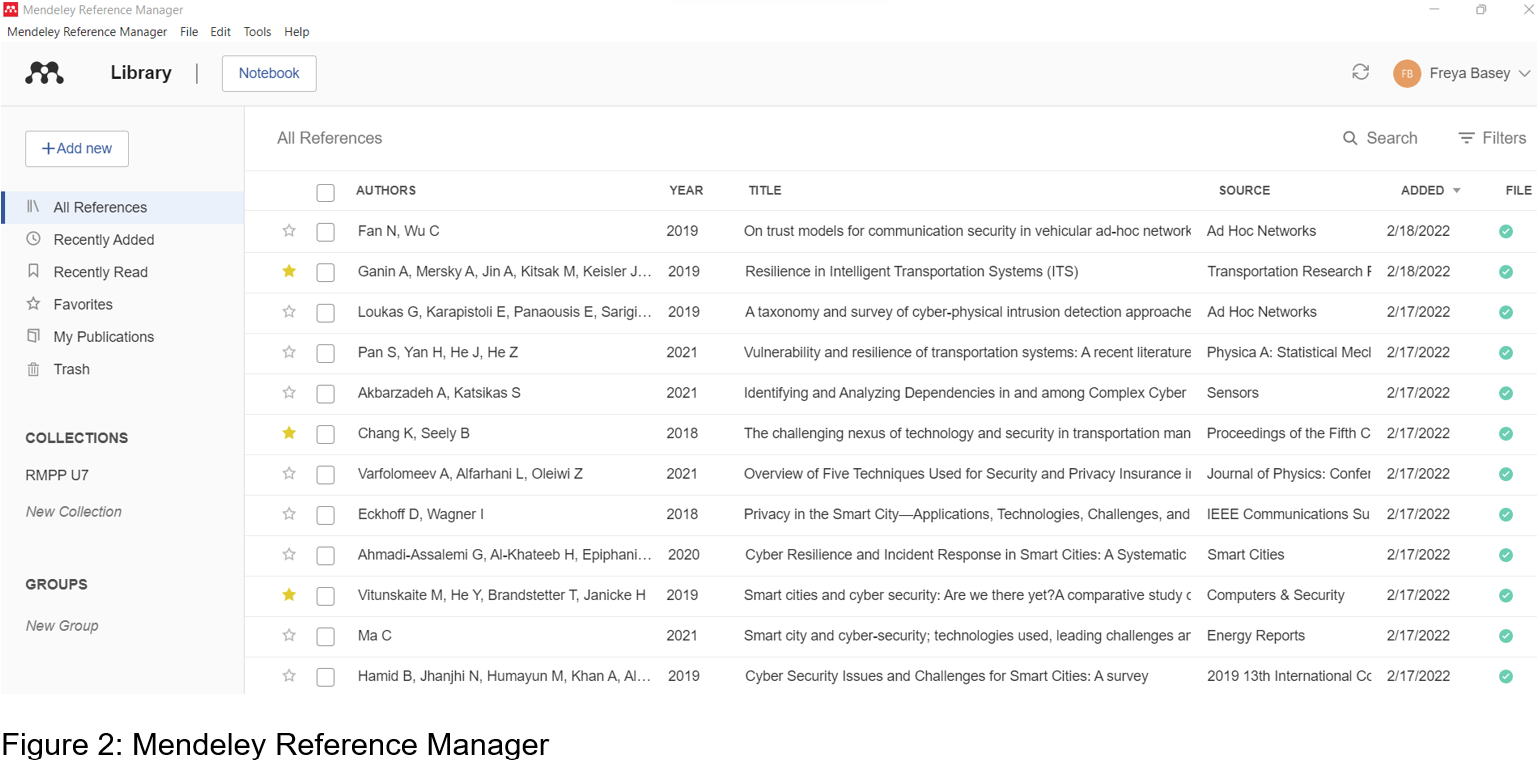 Mendeley Reference Manager
Mendeley Reference Manager File Edit Tools Help
Library | Notebook
FB Freya Basey
+Add new
All References
Recently Added
Recently Read
Favorites
My Publications
Trash
COLLECTIONS
RMPP U7
New Collection
GROUPS
New Group
All References Search Filters
AUTHORS YEAR TITLE SOURCE ADDED FILE
Fan N, Wu C 2019 On trust models for communication security in vehicular ad-hoc network Ad Hoc Networks 2/18/2022
Ganin A, Mersky A, Jin A, Kitsak M, Keisler J... 2019 Resilience in Intelligent Transportation Systems (ITS) Transportation Research 2/18/2022
Loukas G, Karapistoli E, Panaousis E, Sarigi... 2019 A taxonomy and survey of cyber-physical intrusion detection approache Ad Hoc Networks 2/17/2022
Pan S, Yan H, He J, He Z 2021 Vulnerability and resilience of transportation systems: A recent literature Physica A: Statistical Mecl 2/17/2022
Akbarzadeh A, Katsikas S 2021 Identifying and Analyzing Dependencies in and among Complex Cyber Sensors 2/17/2022
Chang K, Seely B 2018 The challenging nexus of technology and security in transportation man Proceedings of the Fifth C 2/17/2022
Varfolomeev A, Alfarhani L, Oleiwi Z 2021 Overview of Five Techniques Used for Security and Privacy Insurance i Journal of Physics: Confer 2/17/2022
Eckhoff D, Wagner I 2018 Privacy in the Smart City—Applications, Technologies, Challenges, and IEEE Communications Su 2/17/2022
Ahmadi-Assalemi G, Al-Khateeb H, Epiphani... 2020 Cyber Resilience and Incident Response in Smart Cities: A Systematic Smart Cities 2/17/2022
Vitunskaite M, He Y, Brandstetter T, Janicke H 2019 Smart cities and cyber security: Are we there yet?A comparative study c Computers & Security 2/17/2022
Ma C 2021 Smart city and cyber-security; technologies used, leading challenges ar Energy Reports 2/17/2022
Hamid B, Jhanjhi N, Humayun M, Khan A, Al... 2019 Cyber Security Issues and Challenges for Smart Cities: A survey 2019 13th International Cc 2/17/2022
Figure 2: Mendeley Reference Manager